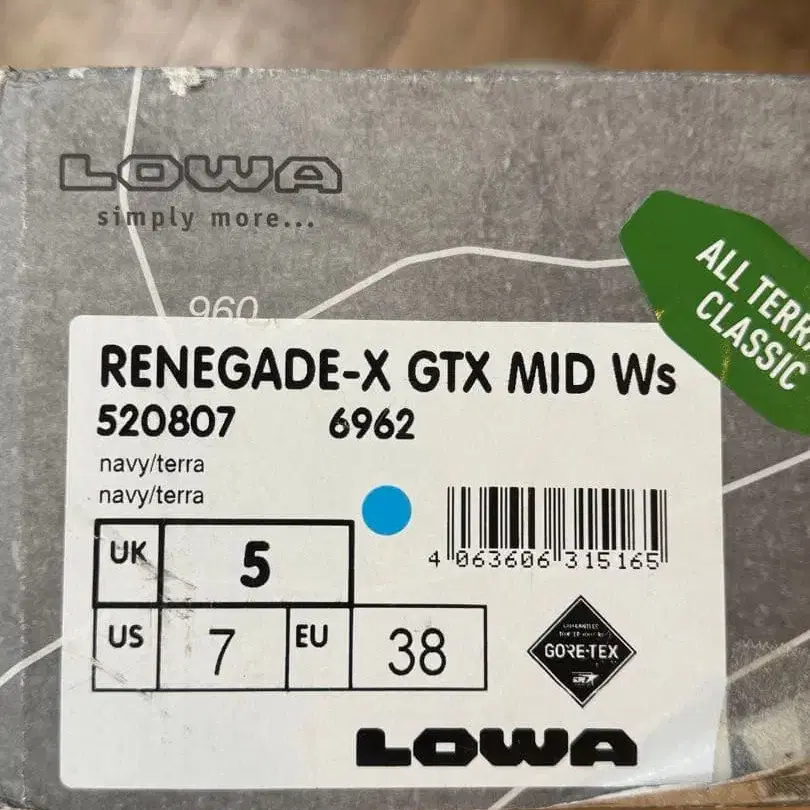 LOWA
simply more...
960
ALL TERRA
CLASSIC
RENEGADE-X GTX MID Ws
520807 6962
navy/terra
navy/terra
UK 5
4 063606 315165
US 7 EU 38
GORE-TEX
LOWA